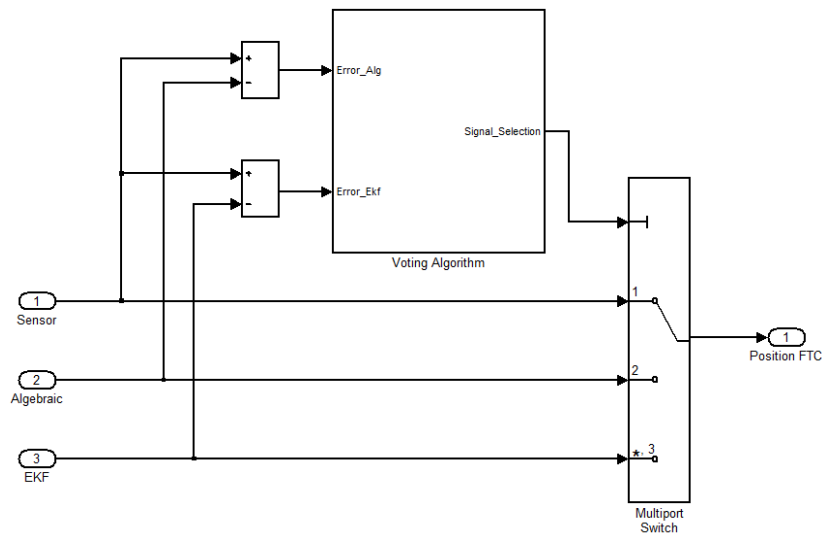 +
−
Error_Alg
Signal_Selection
+
−
Error_Ekf
Voting Algorithm
1
Sensor
1
1
Position FTC
2
Algebraic
2
3
EKF
*, 3
Multiport
Switch